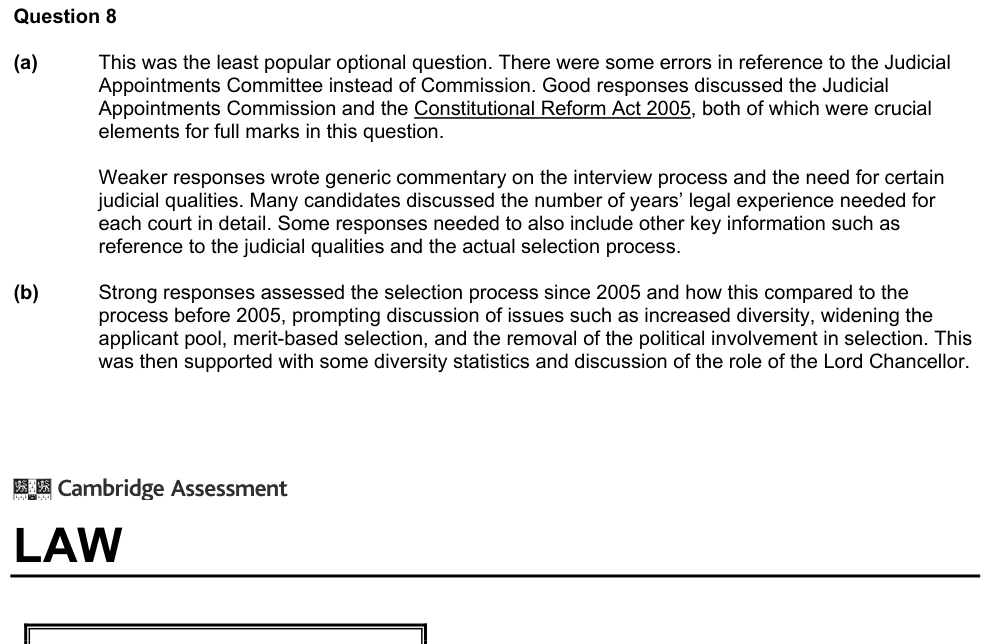 Question 8
(a) This was the least popular optional question. There were some errors in reference to the Judicial
Appointments Committee instead of Commission. Good responses discussed the Judicial
Appointments Commission and the Constitutional Reform Act 2005, both of which were crucial
elements for full marks in this question.
Weaker responses wrote generic commentary on the interview process and the need for certain
judicial qualities. Many candidates discussed the number of years’ legal experience needed for
each court in detail. Some responses needed to also include other key information such as
reference to the judicial qualities and the actual selection process.
(b) Strong responses assessed the selection process since 2005 and how this compared to the
process before 2005, prompting discussion of issues such as increased diversity, widening the
applicant pool, merit-based selection, and the removal of the political involvement in selection. This
was then supported with some diversity statistics and discussion of the role of the Lord Chancellor.
Cambridge Assessment
LAW